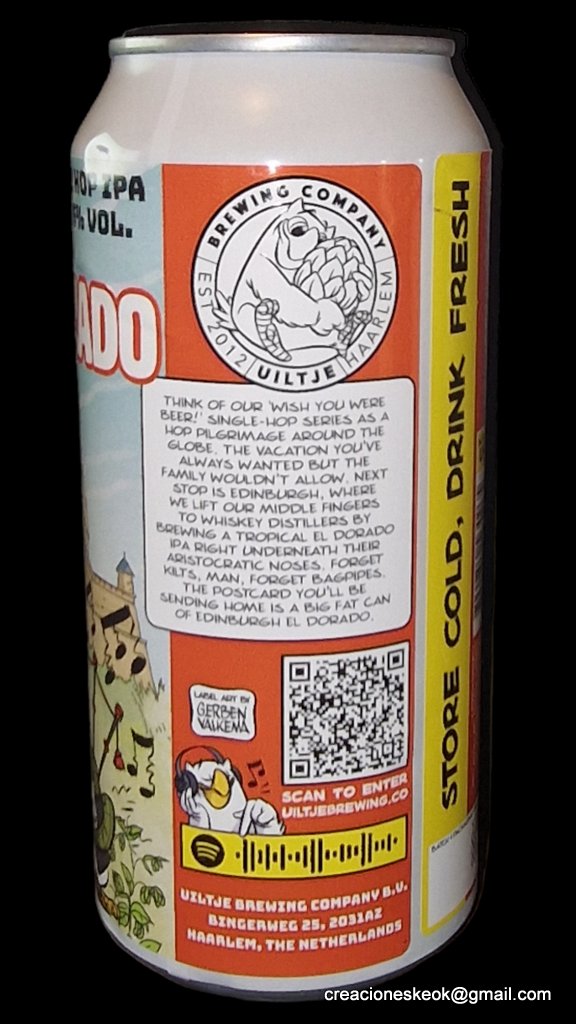 HOP IPA
% VOL.
ADO
BREWING COMPANY
EST 2012
UILTJE
HAARLEM
THINK OF OUR 'WISH YOU WERE
BEER!' SINGLE-HOP SERIES AS A
HOP PILGRIMAGE AROUND THE
GLOBE. THE VACATION YOU'VE
ALWAYS WANTED BUT THE
FAMILY WOULDN'T ALLOW. NEXT
STOP IS EDINBURGH, WHERE
WE LIFT OUR MIDDLE FINGERS
TO WHISKEY DISTILLERS BY
BREWING A TROPICAL EL DORADO
IPA RIGHT UNDERNEATH THEIR
ARISTOCRATIC NOSES. FORGET
KILTS, MAN, FORGET BAGPIPES.
THE POSTCARD YOU'LL BE
SENDING HOME IS A BIG FAT CAN
OF EDINBURGH EL DORADO.
LABEL ART BY
GERBEN
VALKEMA
SCAN TO ENTER
UILTJEBREWING.CO
UILTJE BREWING COMPANY B.V.
BINGERWEG 25, 2031AZ
HAARLEM, THE NETHERLANDS
STORE COLD, DRINK FRESH
creacioneskeok@gmail.com